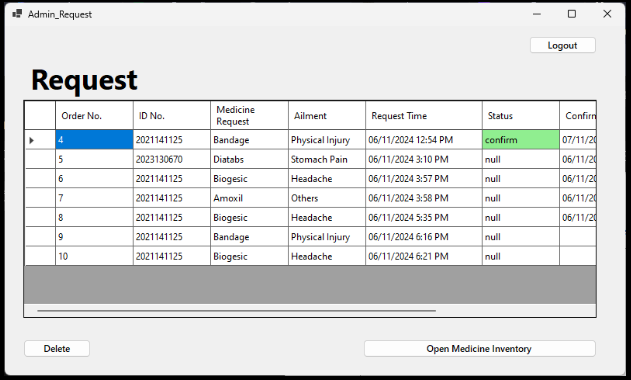 Admin_Request
Logout
Request
Order No. ID No. Medicine Request Ailment Request Time Status Confirm
4 2021141125 Bandage Physical Injury 06/11/2024 12:54 PM confirm 07/11/20
5 2023130670 Diatabs Stomach Pain 06/11/2024 3:10 PM null 06/11/20
6 2021141125 Biogesic Headache 06/11/2024 3:57 PM null 06/11/20
7 2021141125 Amoxil Others 06/11/2024 3:58 PM null 06/11/20
8 2021141125 Biogesic Headache 06/11/2024 5:35 PM null 06/11/20
9 2021141125 Bandage Physical Injury 06/11/2024 6:16 PM null
10 2021141125 Biogesic Headache 06/11/2024 6:21 PM null
Delete Open Medicine Inventory